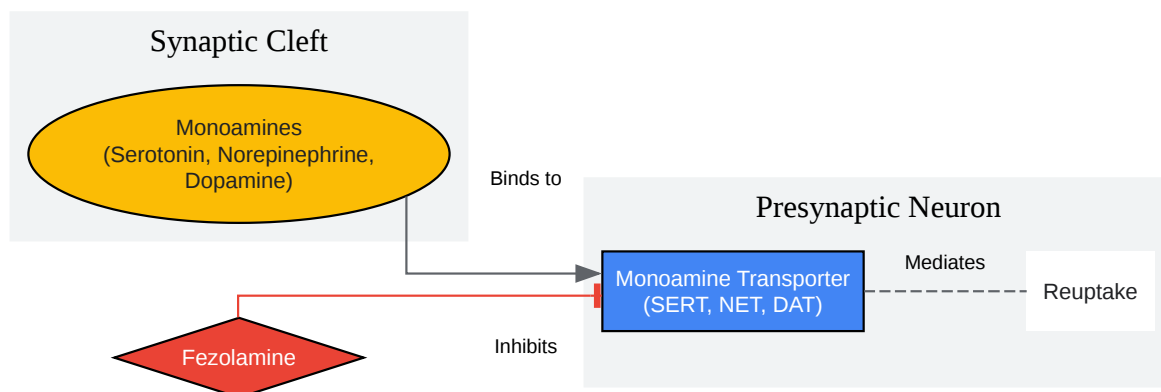 Synaptic Cleft
Monoamines
(Serotonin, Norepinephrine,
Dopamine)
Binds to
Presynaptic Neuron
Monoamine Transporter
(SERT, NET, DAT)
Mediates
Reuptake
Inhibits
Fezolamine